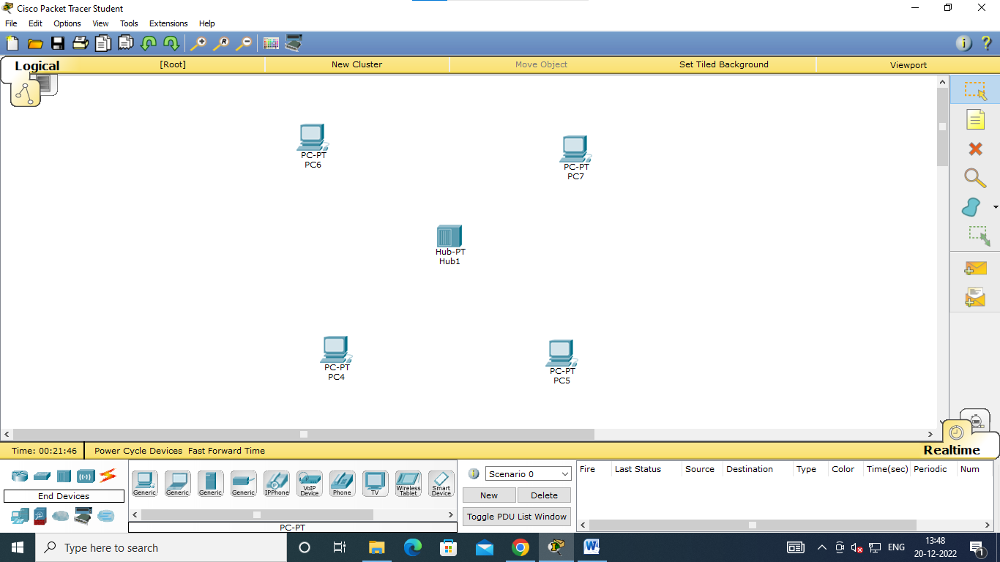 Cisco Packet Tracer Student
File Edit Options View Tools Extensions Help
Logical [Root] New Cluster Move Object Set Tiled Background Viewport
PC-PT
PC6
PC-PT
PC7
Hub-PT
Hub1
PC-PT
PC4
PC-PT
PC5
Time: 00:21:46 Power Cycle Devices Fast Forward Time Realtime
End Devices
Generic Generic Generic Generic IPPhone VoIP Device Phone TV Wireless Tablet Smart Device
PC-PT
Scenario 0
New Delete
Toggle PDU List Window
Fire Last Status Source Destination Type Color Time(sec) Periodic Num
Type here to search
ENG
13:48
20-12-2022
1